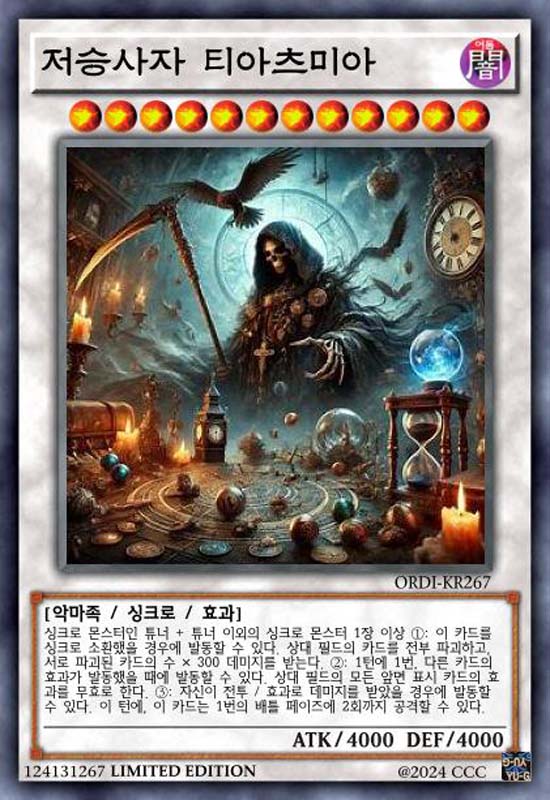 저승사자 티아츠미아
어둠
闇
ORDI-KR267
[악마족 / 싱크로 / 효과]
싱크로 몬스터인 튜너 + 튜너 이외의 싱크로 몬스터 1장 이상 ①: 이 카드를
싱크로 소환했을 경우에 발동할 수 있다. 상대 필드의 카드를 전부 파괴하고,
서로 파괴된 카드의 수 × 300 데미지를 받는다. ②: 1턴에 1번, 다른 카드의
효과가 발동했을 때에 발동할 수 있다. 상대 필드의 모든 앞면 표시 카드의 효
과를 무효로 한다. ③: 자신이 전투 / 효과로 데미지를 받았을 경우에 발동할
수 있다. 이 턴에, 이 카드는 1번의 배틀 페이즈에 2회까지 공격할 수 있다.
ATK/4000 DEF/4000
124131267 LIMITED EDITION
@2024 CCC